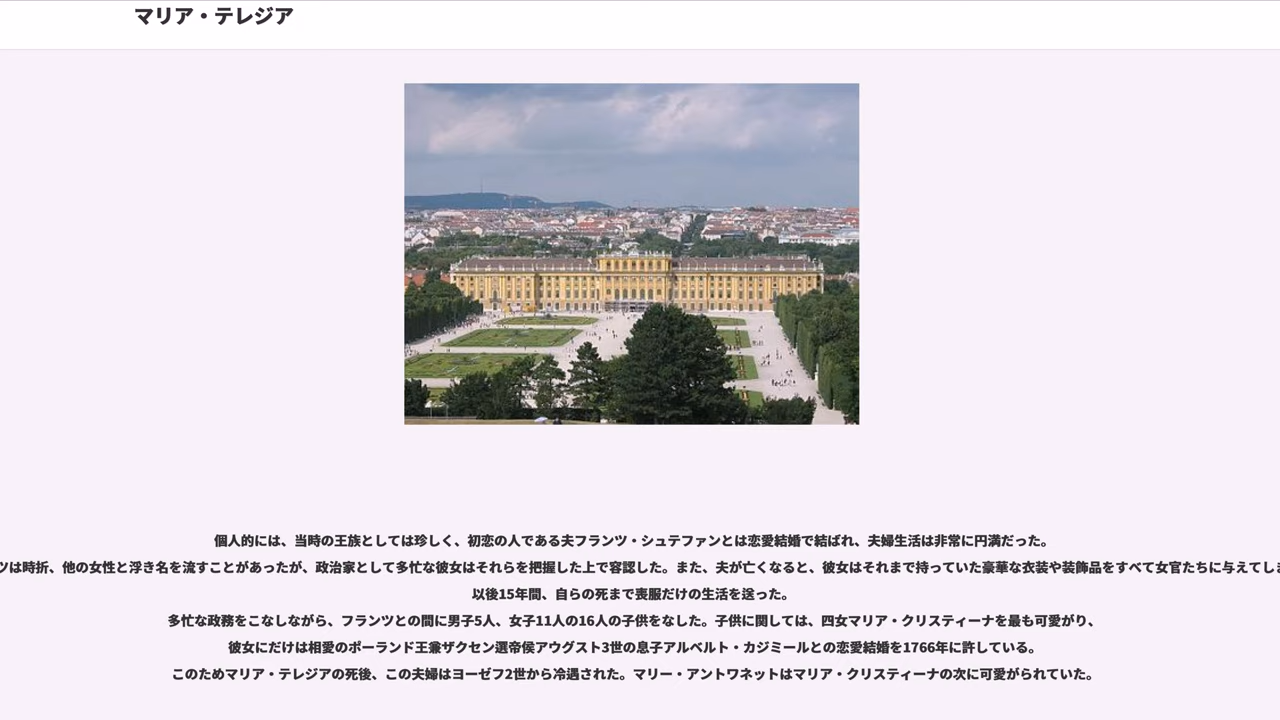 マリア・テレジア
個人的には、当時の王族としては珍しく、初恋の人である夫フランツ・シュテファンとは恋愛結婚で結ばれ、夫婦生活は非常に円満だった。
ツは時折、他の女性と浮き名を流すことがあったが、政治家として多忙な彼女はそれらを把握した上で容認した。また、夫が亡くなると、彼女はそれまで持っていた豪華な衣装や装飾品をすべて女官たちに与えてしま
以後15年間、自らの死まで喪服だけの生活を送った。
多忙な政務をこなしながら、フランツとの間に男子5人、女子11人の16人の子供をなした。子供に関しては、四女マリア・クリスティーナを最も可愛がり、
彼女にだけは相愛のポーランド王兼ザクセン選帝侯アウグスト3世の息子アルベルト・カジミールとの恋愛結婚を1766年に許している。
このためマリア・テレジアの死後、この夫婦はヨーゼフ2世から冷遇された。マリー・アントワネットはマリア・クリスティーナの次に可愛がられていた。